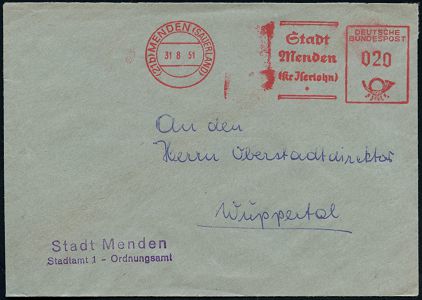 (21b) MENDEN (SAUERLAND)
31 8 51
Stadt
Menden
(Kr Iserlohn)
DEUTSCHE
BUNDESPOST
020
An den
Herrn Oberstadtdirektor
Wuppertal
Stadt Menden
Stadtamt 1 - Ordnungsamt